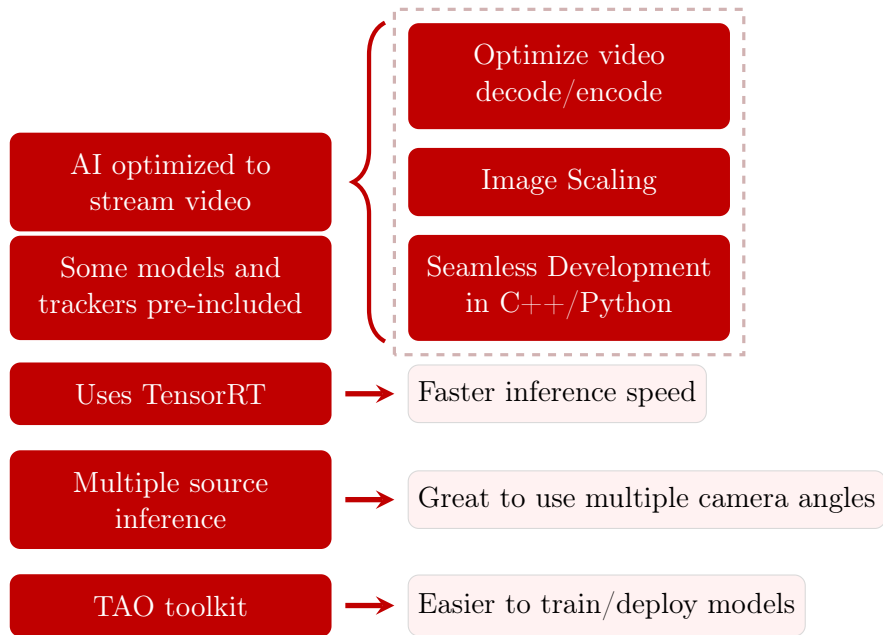 Optimize video
decode/encode
AI optimized to
stream video
Image Scaling
Some models and
trackers pre-included
Seamless Development
in C++/Python
Uses TensorRT
Faster inference speed
Multiple source
inference
Great to use multiple camera angles
TAO toolkit
Easier to train/deploy models